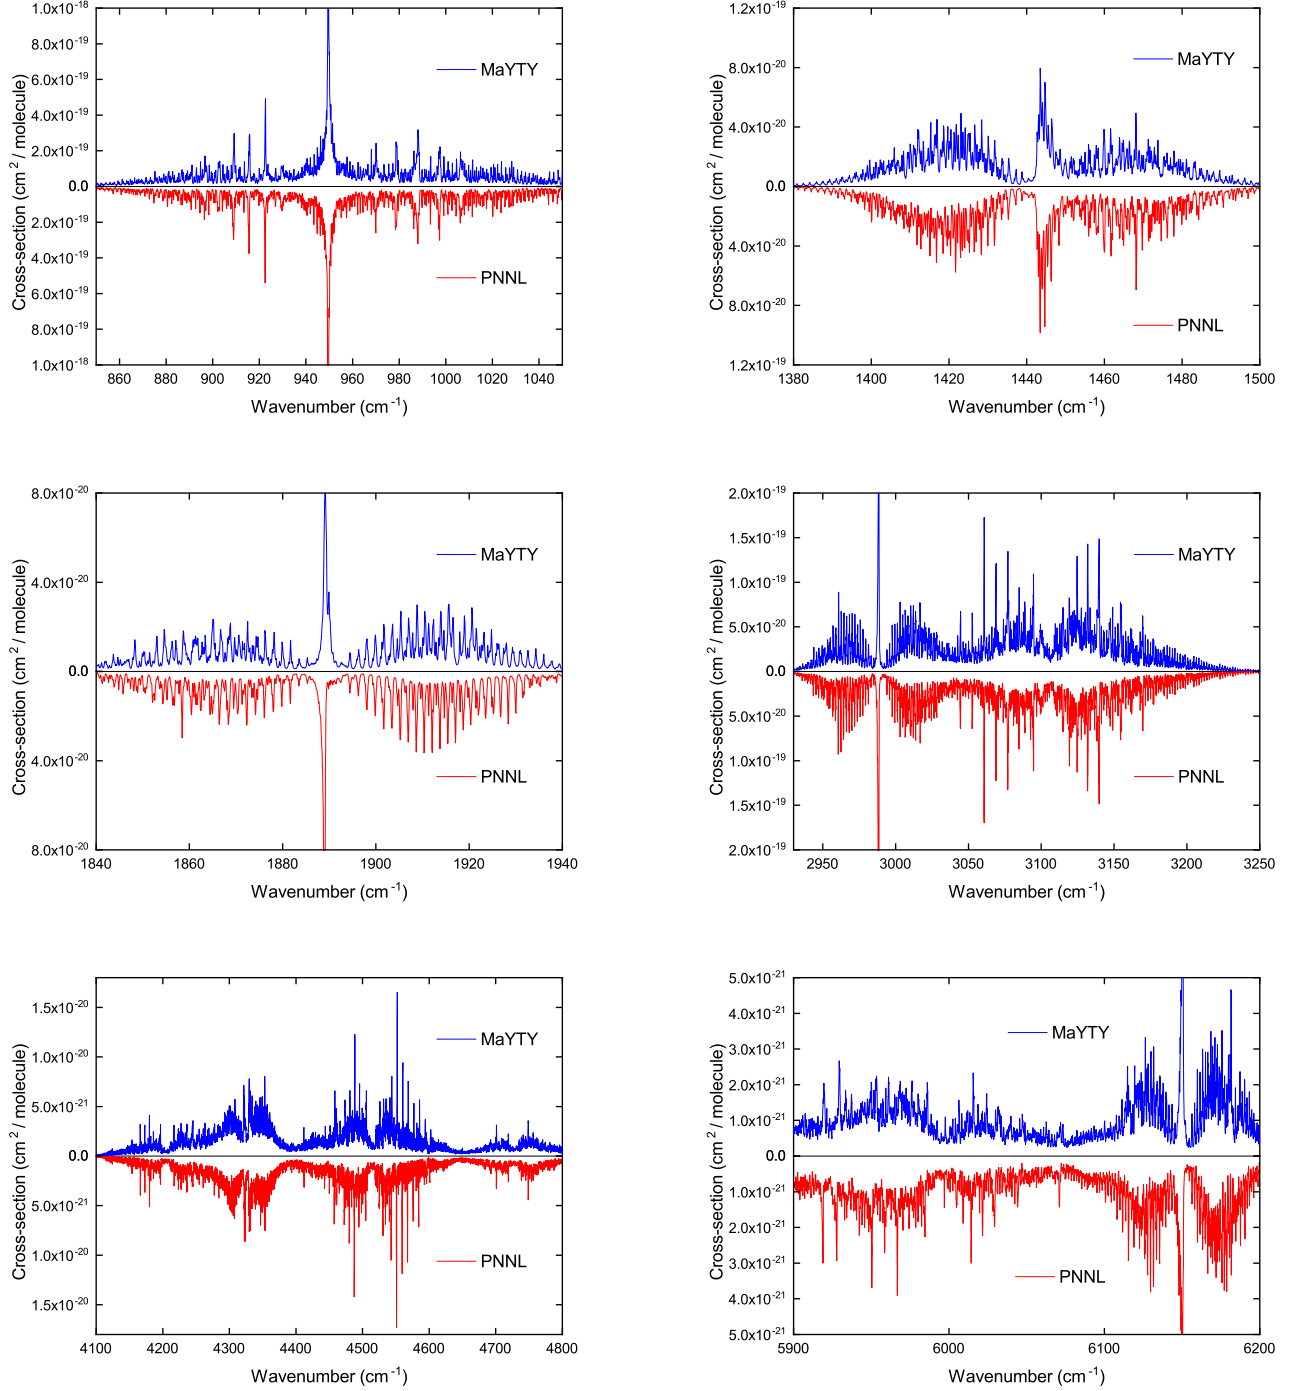 1.0x10-18
8.0x10-19
6.0x10-19
4.0x10-19
2.0x10-19
0.0
2.0x10-19
4.0x10-19
6.0x10-19
8.0x10-19
1.0x10-18
Cross-section (cm2 / molecule)
MaYTY
PNNL
860 880 900 920 940 960 980 1000 1020 1040
Wavenumber (cm-1)
1.2x10-19
8.0x10-20
4.0x10-20
0.0
4.0x10-20
8.0x10-20
1.2x10-19
Cross-section (cm2 / molecule)
MaYTY
PNNL
1380 1400 1420 1440 1460 1480 1500
Wavenumber (cm-1)
8.0x10-20
4.0x10-20
0.0
4.0x10-20
8.0x10-20
Cross-section (cm2 / molecule)
MaYTY
PNNL
1840 1860 1880 1900 1920 1940
Wavenumber (cm-1)
2.0x10-19
1.5x10-19
1.0x10-19
5.0x10-20
0.0
5.0x10-20
1.0x10-19
1.5x10-19
2.0x10-19
Cross-section (cm2 / molecule)
MaYTY
PNNL
2950 3000 3050 3100 3150 3200 3250
Wavenumber (cm-1)
1.5x10-20
1.0x10-20
5.0x10-21
0.0
5.0x10-21
1.0x10-20
1.5x10-20
Cross-section (cm2 / molecule)
MaYTY
PNNL
4100 4200 4300 4400 4500 4600 4700 4800
Wavenumber (cm-1)
5.0x10-21
4.0x10-21
3.0x10-21
2.0x10-21
1.0x10-21
0.0
1.0x10-21
2.0x10-21
3.0x10-21
4.0x10-21
5.0x10-21
Cross-section (cm2 / molecule)
MaYTY
PNNL
5900 6000 6100 6200
Wavenumber (cm-1)